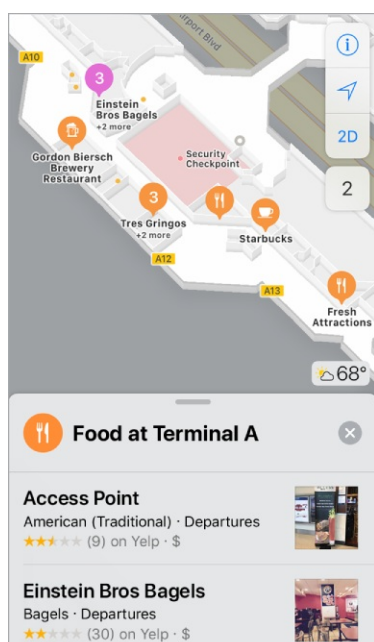 Airport Blvd
A10
3
Einstein
Bros Bagels
+2 more
Gordon Biersch
Brewery
Restaurant
Security
Checkpoint
2D
2
3
Tres Gringos
+2 more
Starbucks
A12
A13
Fresh
Attractions
68°
Food at Terminal A
Access Point
American (Traditional) · Departures
(9) on Yelp · $
Einstein Bros Bagels
Bagels · Departures
(30) on Yelp · $